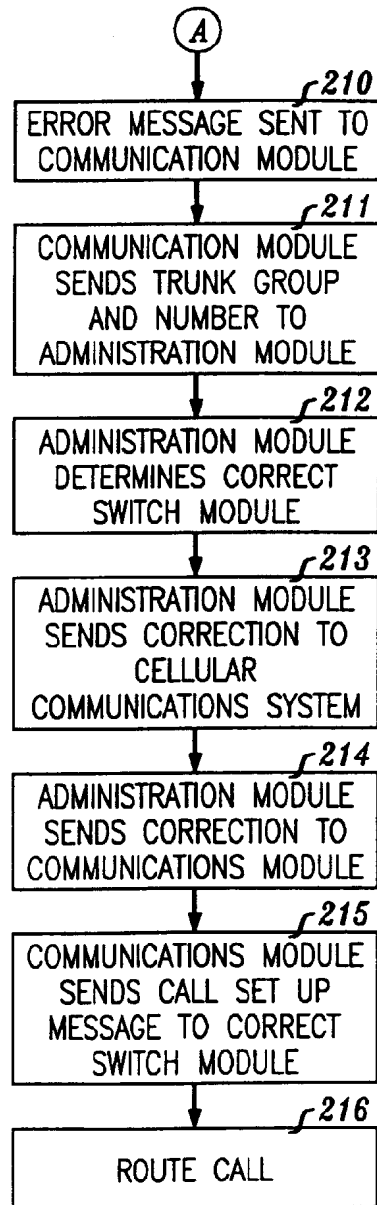 A
210
ERROR MESSAGE SENT TO
COMMUNICATION MODULE
211
COMMUNICATION MODULE
SENDS TRUNK GROUP
AND NUMBER TO
ADMINISTRATION MODULE
212
ADMINISTRATION MODULE
DETERMINES CORRECT
SWITCH MODULE
213
ADMINISTRATION MODULE
SENDS CORRECTION TO
CELLULAR
COMMUNICATIONS SYSTEM
214
ADMINISTRATION MODULE
SENDS CORRECTION TO
COMMUNICATIONS MODULE
215
COMMUNICATIONS MODULE
SENDS CALL SET UP
MESSAGE TO CORRECT
SWITCH MODULE
216
ROUTE CALL